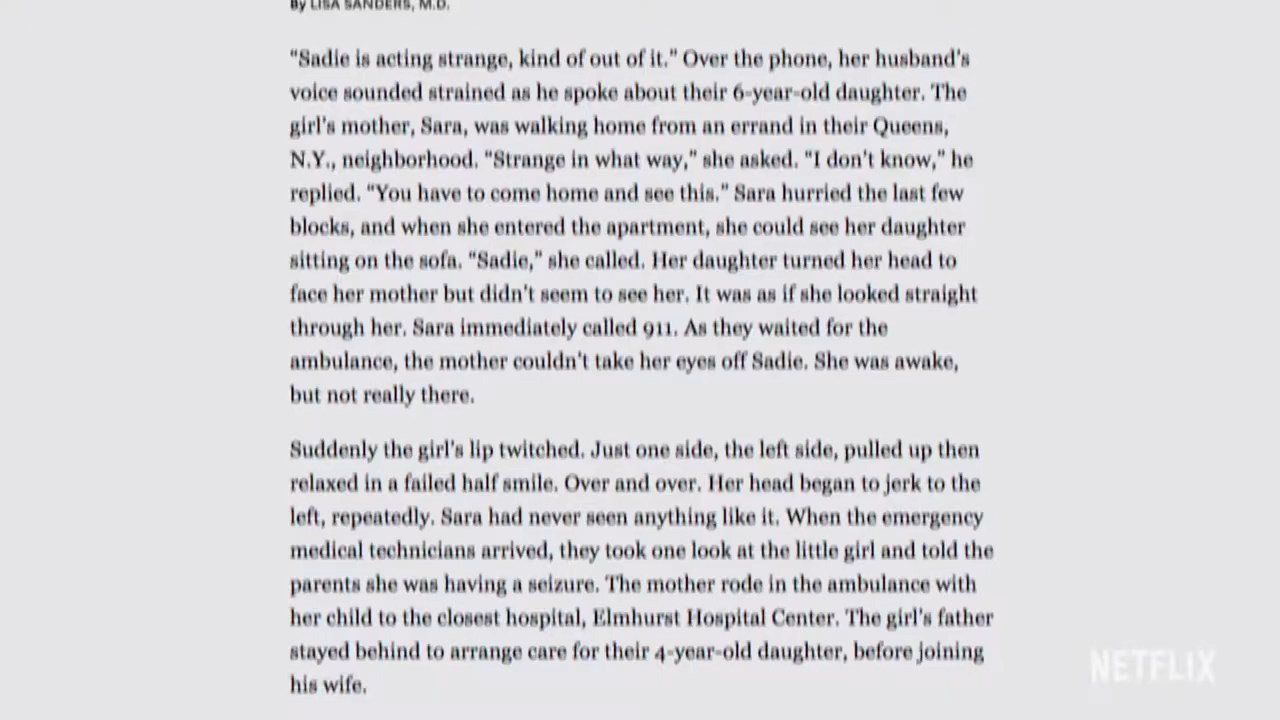 By LISA SANDERS, M.D.
“Sadie is acting strange, kind of out of it.” Over the phone, her husband’s
voice sounded strained as he spoke about their 6-year-old daughter. The
girl’s mother, Sara, was walking home from an errand in their Queens,
N.Y., neighborhood. “Strange in what way,” she asked. “I don’t know,” he
replied. “You have to come home and see this.” Sara hurried the last few
blocks, and when she entered the apartment, she could see her daughter
sitting on the sofa. “Sadie,” she called. Her daughter turned her head to
face her mother but didn’t seem to see her. It was as if she looked straight
through her. Sara immediately called 911. As they waited for the
ambulance, the mother couldn’t take her eyes off Sadie. She was awake,
but not really there.
Suddenly the girl’s lip twitched. Just one side, the left side, pulled up then
relaxed in a failed half smile. Over and over. Her head began to jerk to the
left, repeatedly. Sara had never seen anything like it. When the emergency
medical technicians arrived, they took one look at the little girl and told the
parents she was having a seizure. The mother rode in the ambulance with
her child to the closest hospital, Elmhurst Hospital Center. The girl’s father
stayed behind to arrange care for their 4-year-old daughter, before joining
his wife.
NETFLIX